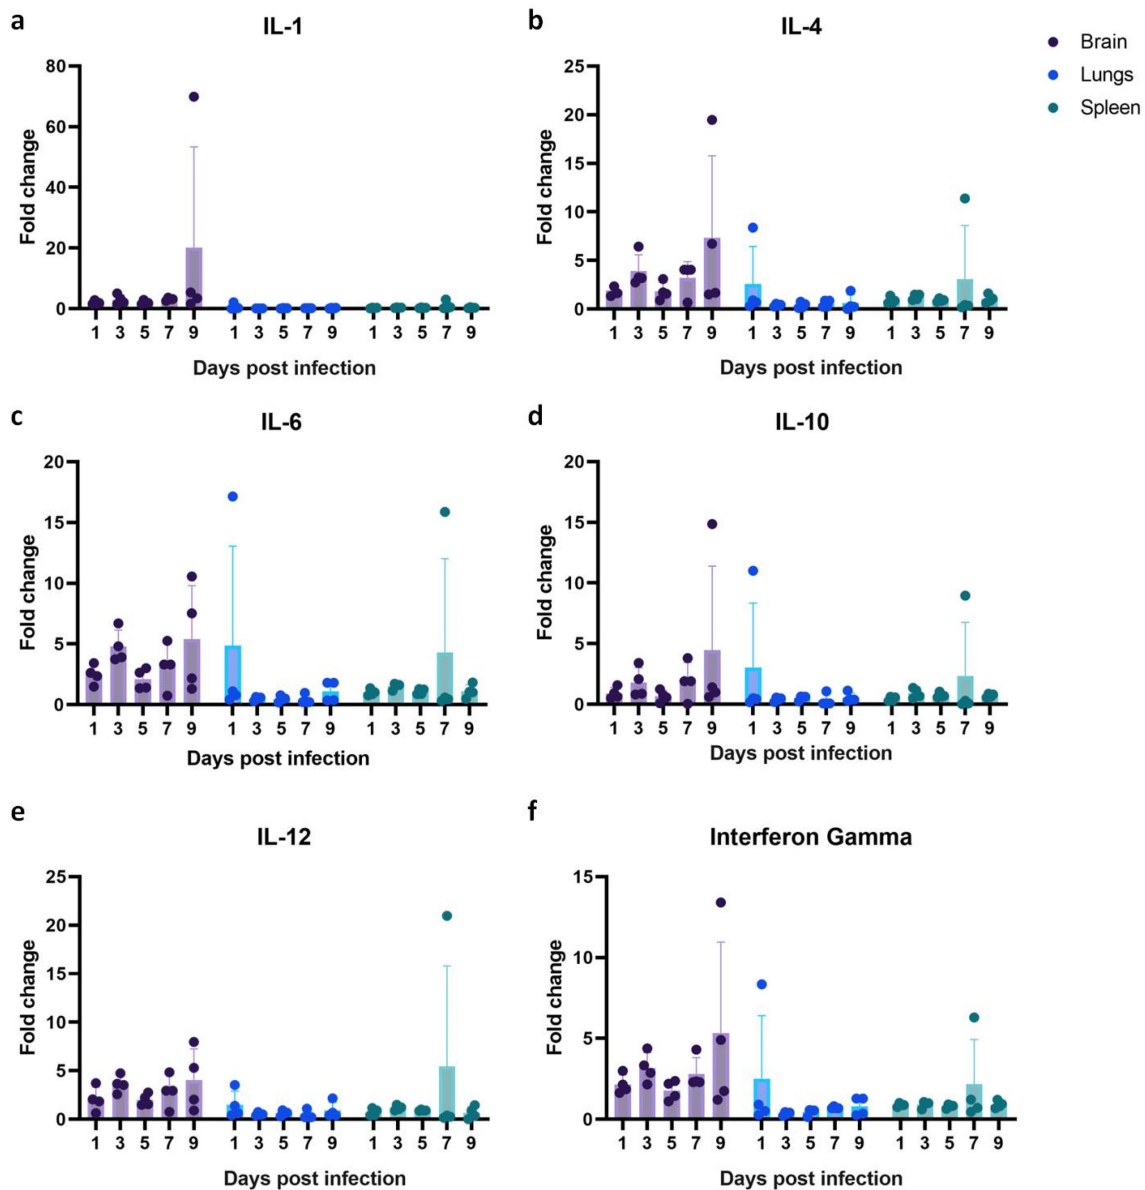 a
IL-1
b
IL-4
Brain
Lungs
Spleen
80
60
40
20
0
Fold change
1 3 5 7 9 1 3 5 7 9 1 3 5 7 9
Days post infection
25
20
15
10
5
0
Fold change
1 3 5 7 9 1 3 5 7 9 1 3 5 7 9
Days post infection
c
IL-6
d
IL-10
20
15
10
5
0
Fold change
1 3 5 7 9 1 3 5 7 9 1 3 5 7 9
Days post infection
20
15
10
5
0
Fold change
1 3 5 7 9 1 3 5 7 9 1 3 5 7 9
Days post infection
e
IL-12
f
Interferon Gamma
25
20
15
10
5
0
Fold change
1 3 5 7 9 1 3 5 7 9 1 3 5 7 9
Days post infection
15
10
5
0
Fold change
1 3 5 7 9 1 3 5 7 9 1 3 5 7 9
Days post infection